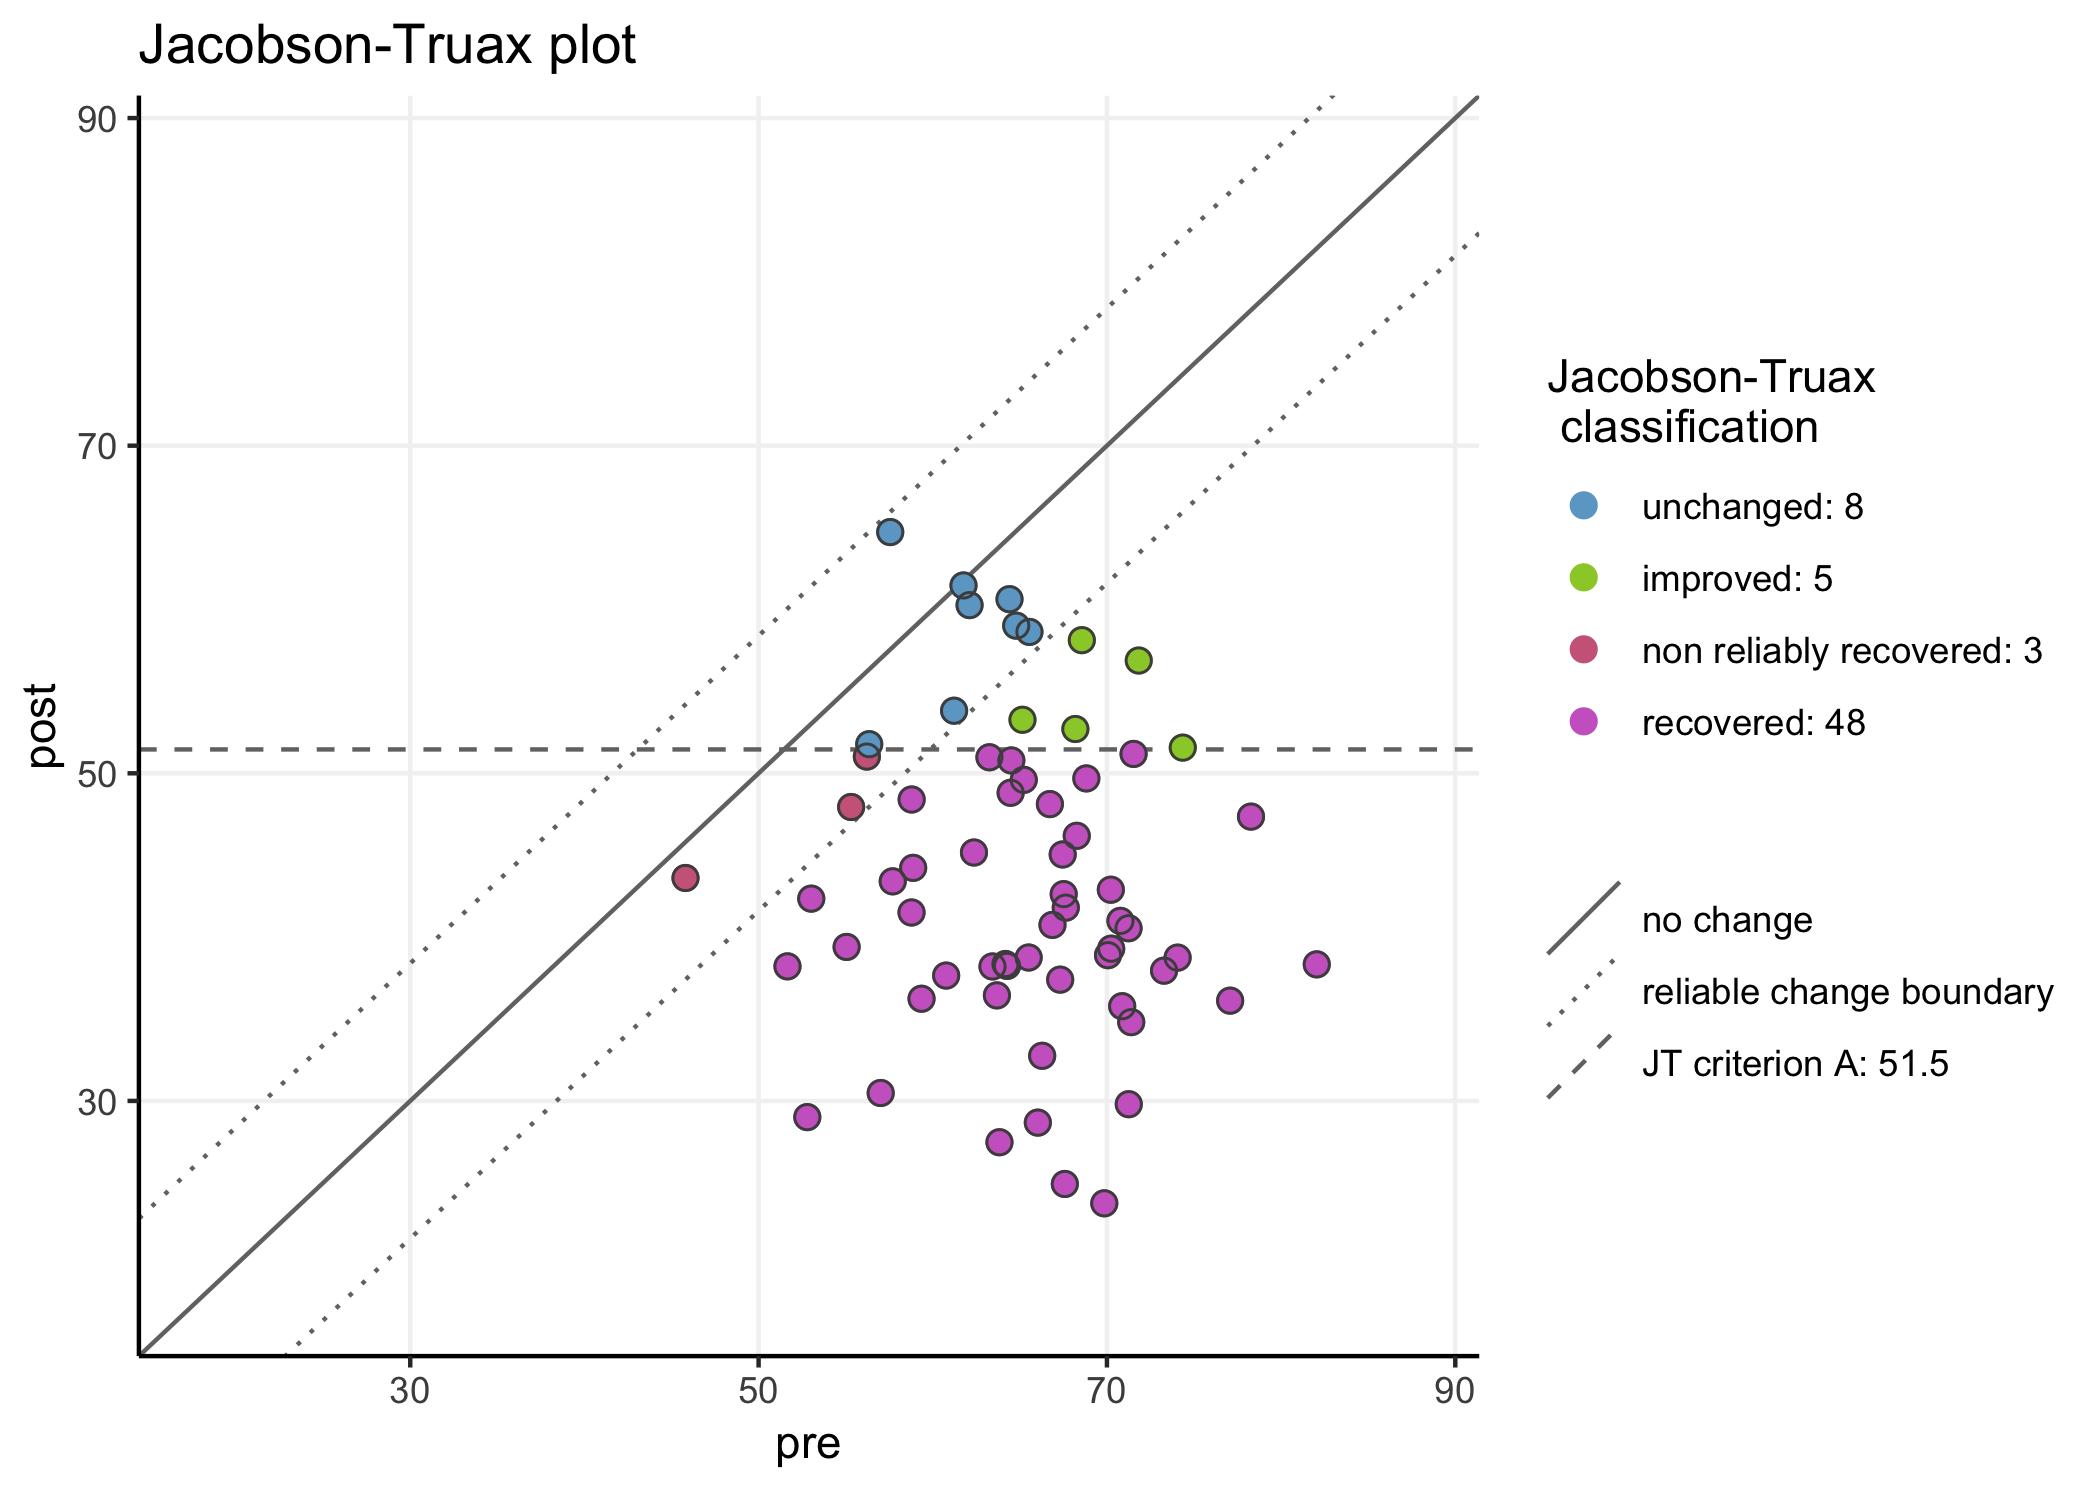 Jacobson-Truax plot
90
70
50
30
post
30
50
70
90
pre
Jacobson-Truax
classification
unchanged: 8
improved: 5
non reliably recovered: 3
recovered: 48
no change
reliable change boundary
JT criterion A: 51.5